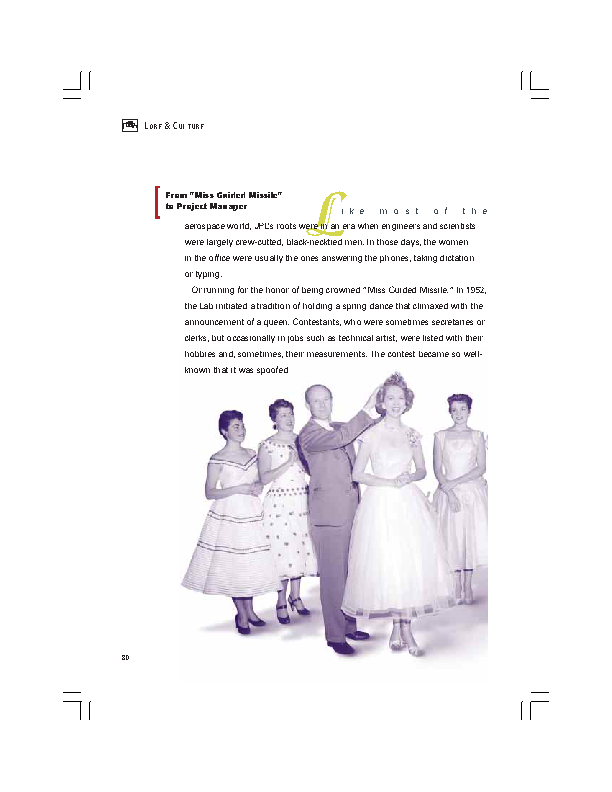 LORE & CULTURE
From "Miss Guided Missile"
to Project Manager
Like most of the
aerospace world, JPL's roots were in an era when engineers and scientists
were largely crew-cutted, black-necktied men. In those days, the women
in the office were usually the ones answering the phones, taking dictation
or typing.
Or running for the honor of being crowned "Miss Guided Missile." In 1952,
the Lab initiated a tradition of holding a spring dance that climaxed with the
announcement of a queen. Contestants, who were sometimes secretaries or
clerks, but occasionally in jobs such as technical artist, were listed with their
hobbies and, sometimes, their measurements. The contest became so well-
known that it was spoofed
80